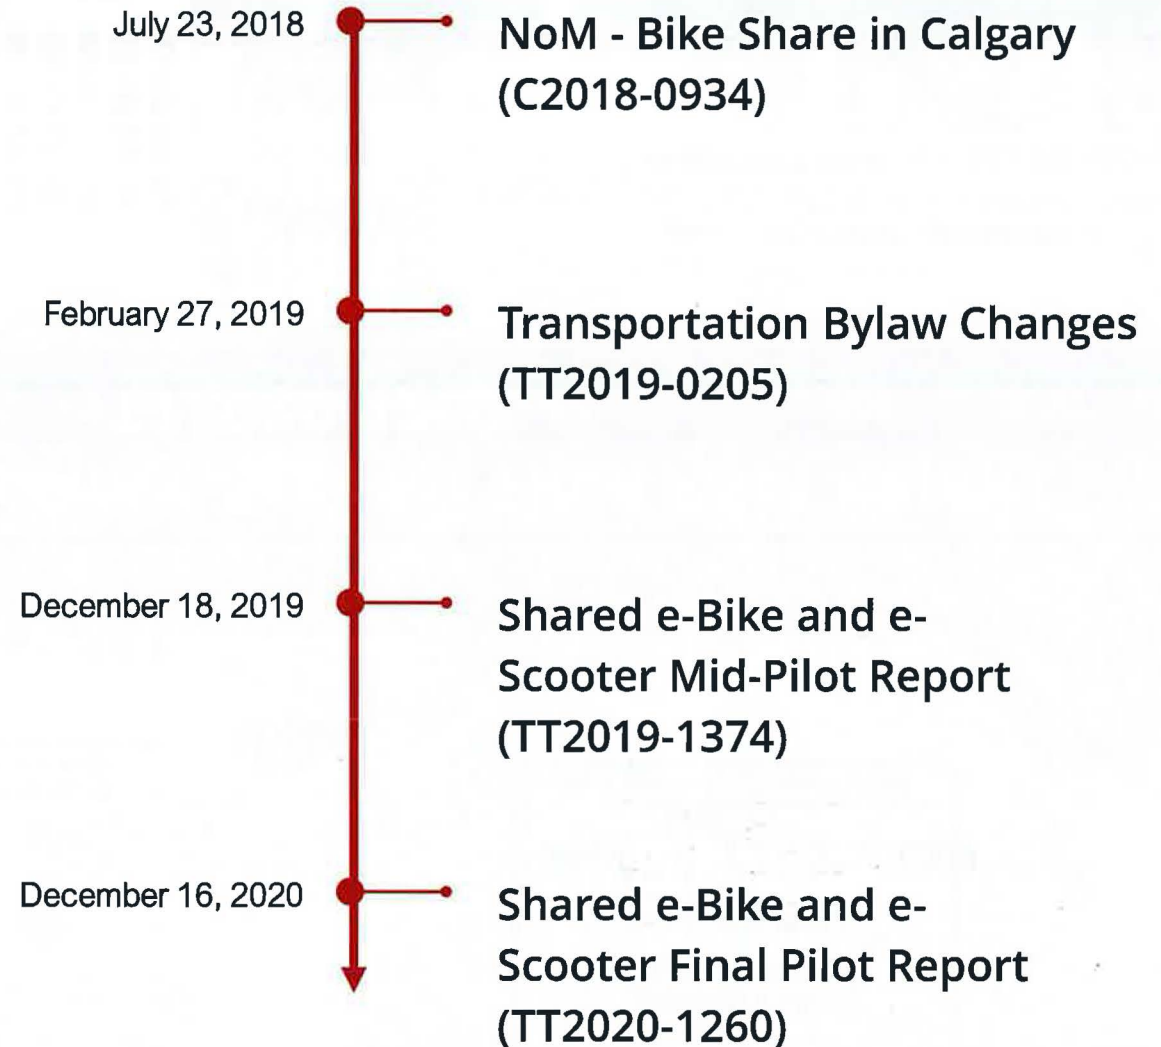 July 23, 2018
NoM - Bike Share in Calgary
(C2018-0934)
February 27, 2019
Transportation Bylaw Changes
(TT2019-0205)
December 18, 2019
Shared e-Bike and e-
Scooter Mid-Pilot Report
(TT2019-1374)
December 16, 2020
Shared e-Bike and e-
Scooter Final Pilot Report
(TT2020-1260)